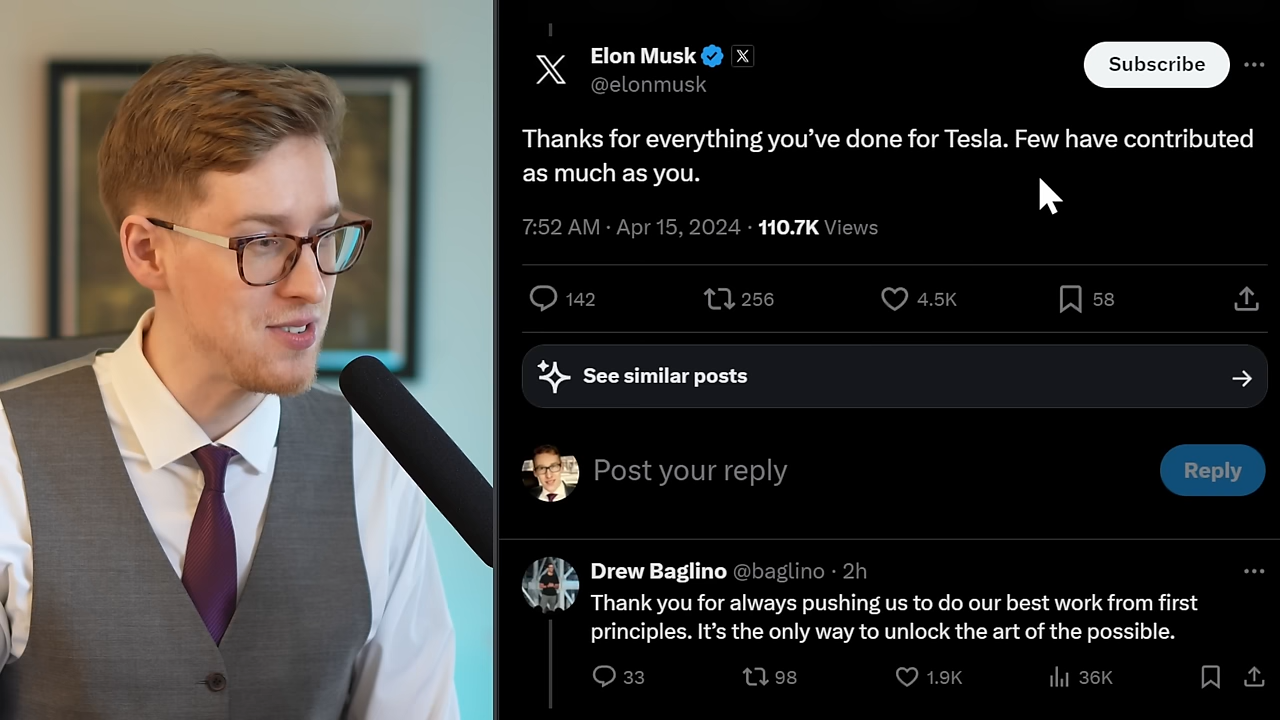 Elon Musk
@elonmusk
Subscribe
Thanks for everything you’ve done for Tesla. Few have contributed
as much as you.
7:52 AM · Apr 15, 2024 · 110.7K Views
142 256 4.5K 58
See similar posts
Post your reply
Reply
Drew Baglino @baglino · 2h
Thank you for always pushing us to do our best work from first
principles. It’s the only way to unlock the art of the possible.
33 98 1.9K 36K